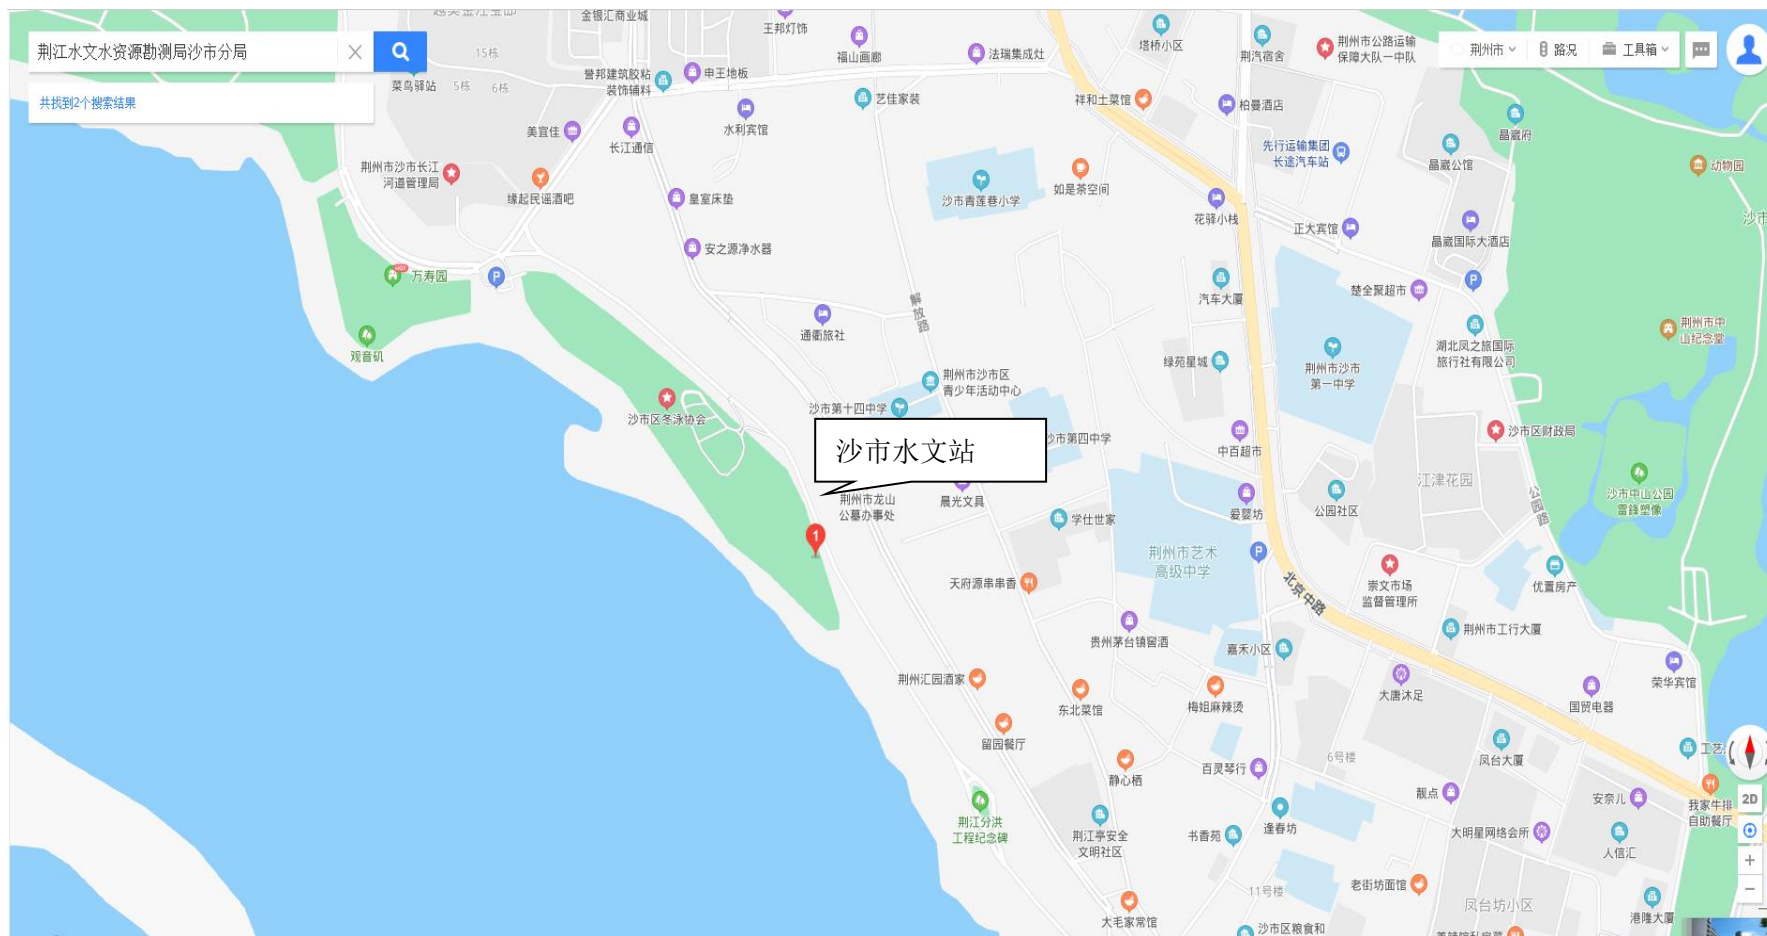 越美金江宝邸
金银汇商业城
王邦灯饰
荆江水文水资源勘测局沙市分局
共找到2个搜索结果
15栋
菜鸟驿站
5栋
6栋
誉邦建筑胶粘
装饰辅料
申王地板
福山画廊
法瑞集成灶
塔桥小区
荆汽宿舍
荆州市公路运输
保障大队一中队
荆州市
路况
工具箱
艺佳家装
祥和土菜馆
柏曼酒店
水利宾馆
美宜佳
长江通信
先行运输集团
长途汽车站
晶崴府
晶崴公馆
动物园
荆州市沙市长江
河道管理局
缘起民谣酒吧
皇室床垫
沙市青莲巷小学
如是茶空间
花驿小栈
正大宾馆
晶崴国际大酒店
沙市
安之源净水器
万寿园
P
解放路
汽车大厦
楚全聚超市
P
通衢旅社
观音矶
荆州市中
山纪念堂
湖北凤之旅国际
旅行社有限公司
绿苑星城
荆州市沙市
第一中学
荆州市沙市区
青少年活动中心
沙市第十四中学
沙市区冬泳协会
沙市水文站
沙市第四中学
中百超市
沙市区财政局
江津花园
荆州市龙山
公墓办事处
晨光文具
爱婴坊
公园社区
公园路
沙市中山公园
雷鋒塑像
学仕世家
1
荆州市艺术
高级中学
P
天府源串串香
北京中路
崇文市场
监督管理所
优置房产
贵州茅台镇窖酒
嘉禾小区
荆州市工行大厦
荆州汇园酒家
东北菜馆
梅姐麻辣烫
大唐沐足
国贸电器
荣华宾馆
留园餐厅
静心栖
百灵琴行
6号楼
凤台大厦
工艺
靓点
安奈儿
我家牛排
自助餐厅
2D
荆江分洪
工程纪念碑
荆江亭安全
文明社区
书香苑
逢春坊
大明星网络会所
人信汇
11号楼
老街坊面馆
凤台坊小区
港隆大厦
大毛家常馆
沙市区粮食和